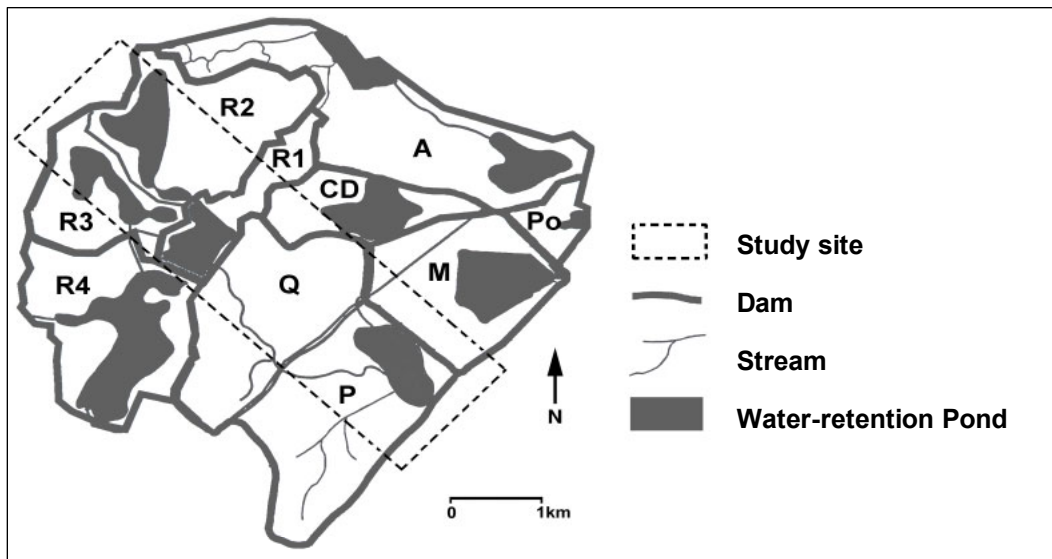 R2
A
R1
CD
Po
R3
M
R4
Q
P
N
0 1km
Study site
Dam
Stream
Water-retention Pond